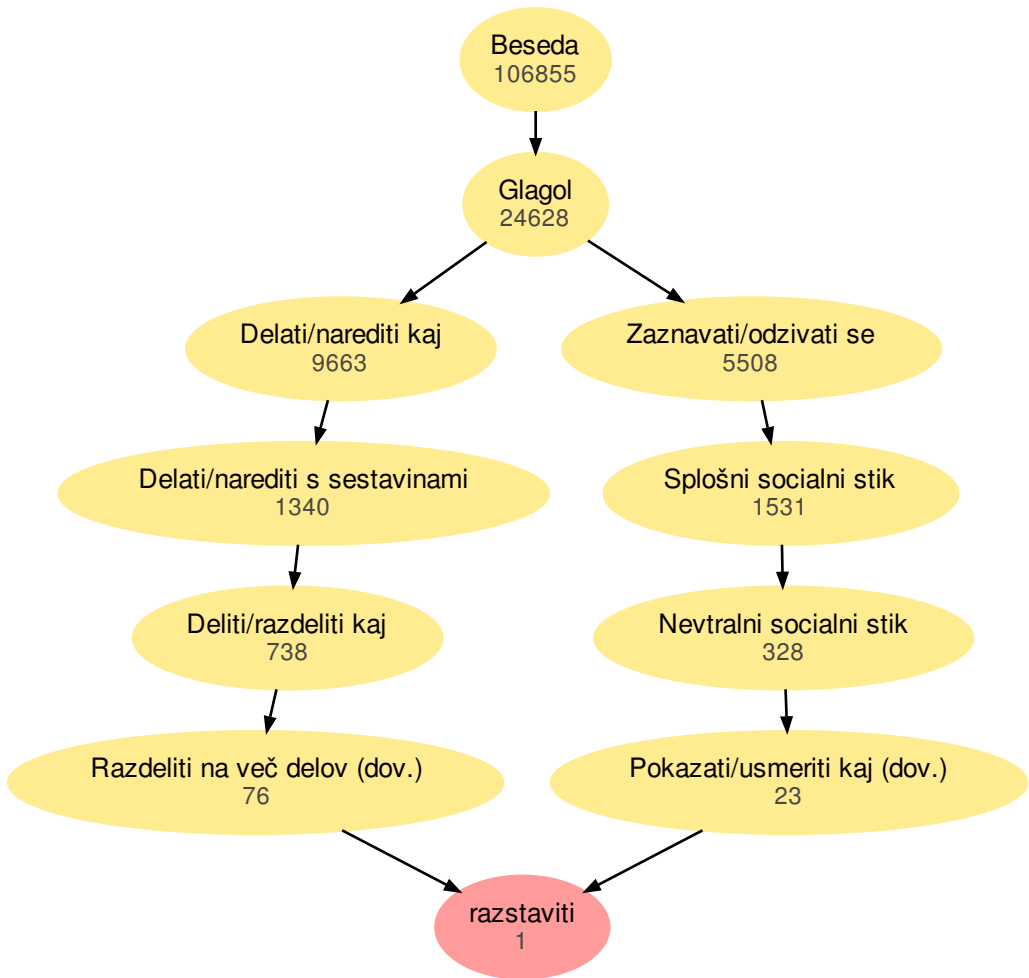 Beseda
106855
Glagol
24628
Delati/narediti kaj
9663
Zaznavati/odzivati se
5508
Delati/narediti s sestavinami
1340
Splošni socialni stik
1531
Deliti/razdeliti kaj
738
Nevtralni socialni stik
328
Razdeliti na več delov (dov.)
76
Pokazati/usmeriti kaj (dov.)
23
razstaviti
1